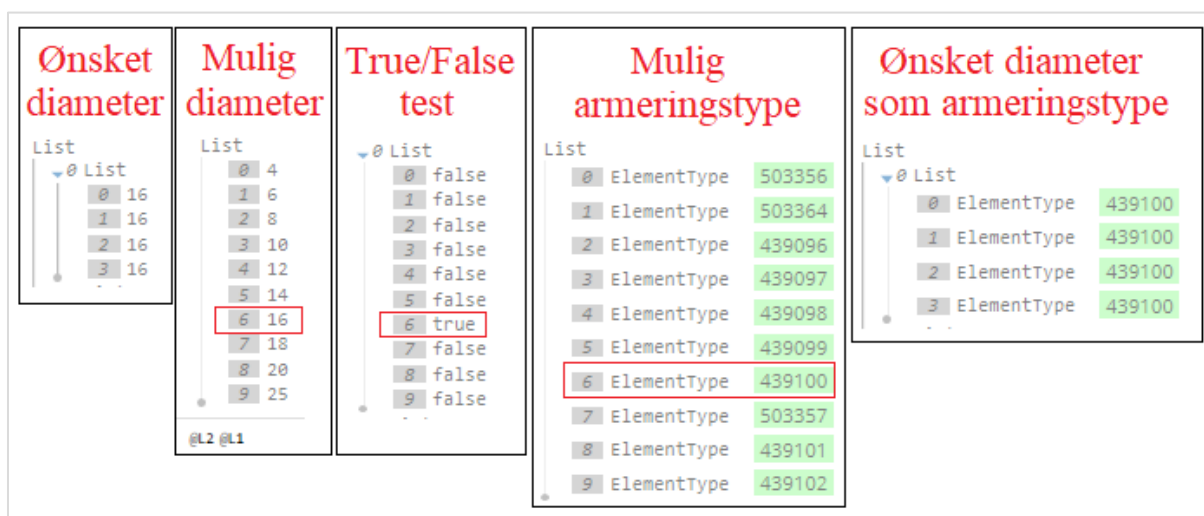 Ønsket
diameter
List
0 List
0 16
1 16
2 16
3 16
Mulig
diameter
List
0 4
1 6
2 8
3 10
4 12
5 14
6 16
7 18
8 20
9 25
@L2 @L1
True/False
test
0 List
0 false
1 false
2 false
3 false
4 false
5 false
6 true
7 false
8 false
9 false
Mulig
armeringstype
List
0 ElementType 503356
1 ElementType 503364
2 ElementType 439096
3 ElementType 439097
4 ElementType 439098
5 ElementType 439099
6 ElementType 439100
7 ElementType 503357
8 ElementType 439101
9 ElementType 439102
Ønsket diameter
som armeringstype
List
0 List
0 ElementType 439100
1 ElementType 439100
2 ElementType 439100
3 ElementType 439100